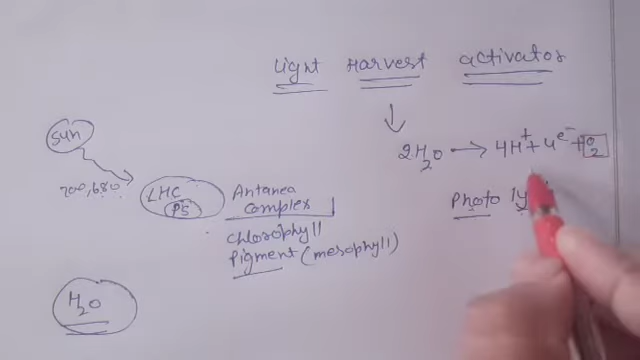 Light Harvest activator
2H2O → 4H+ + 4e- + O2
Sun
700,680
LHC
PS
Antanea
complex
Photo
chlorophyll
Pigment (mesophyll)
H2O